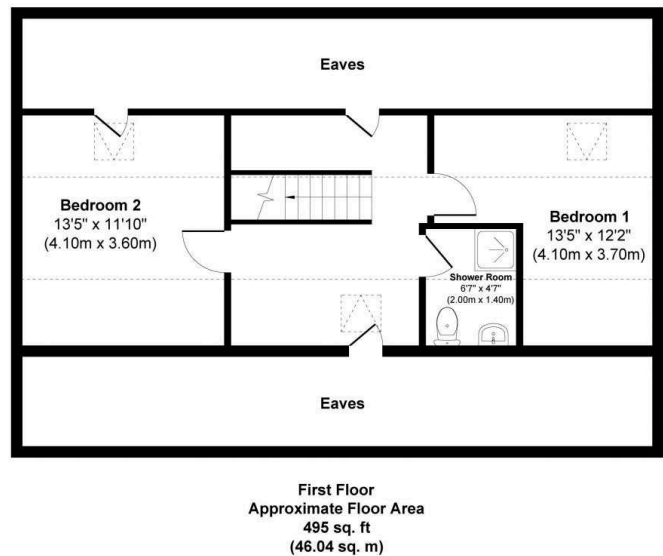 Eaves
Bedroom 2
13'5" x 11'10"
(4.10m x 3.60m)
Bedroom 1
13'5" x 12'2"
(4.10m x 3.70m)
Shower Room
6'7" x 4'7"
(2.00m x 1.40m)
Eaves
First Floor
Approximate Floor Area
495 sq. ft
(46.04 sq. m)